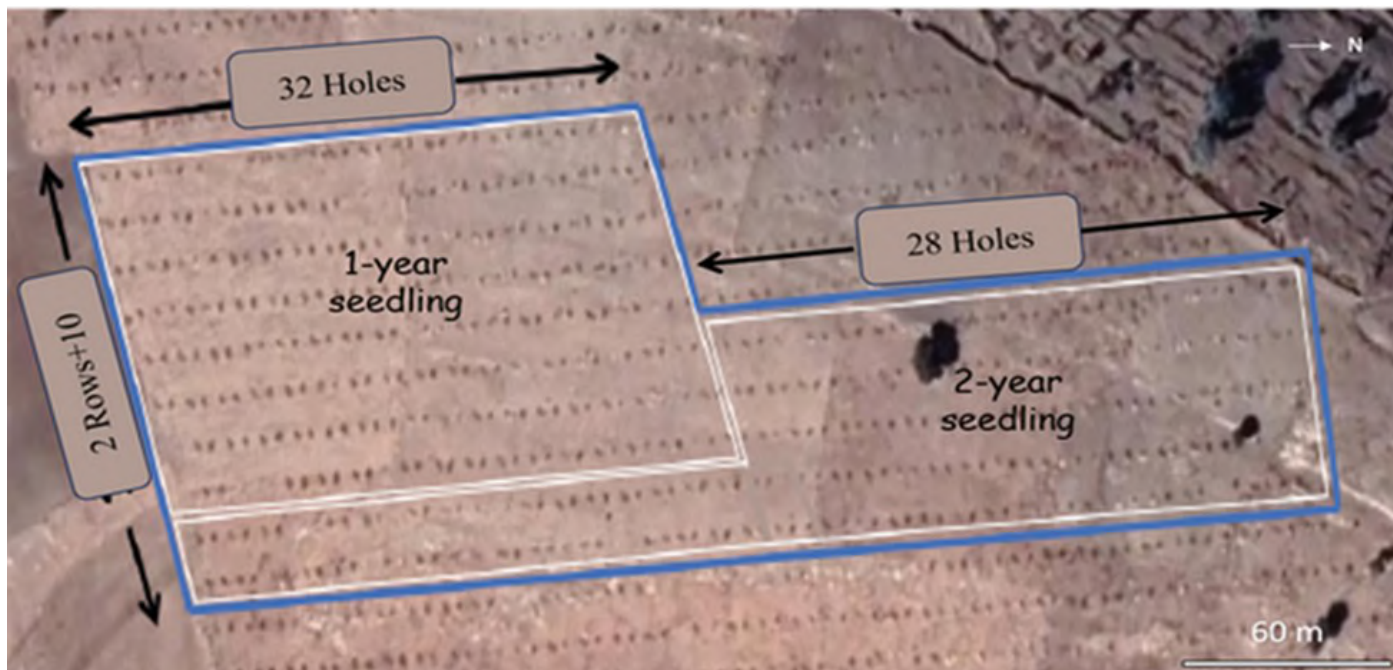 N
32 Holes
28 Holes
1-year
seedling
2 Rows+10
2-year
seedling
60 m